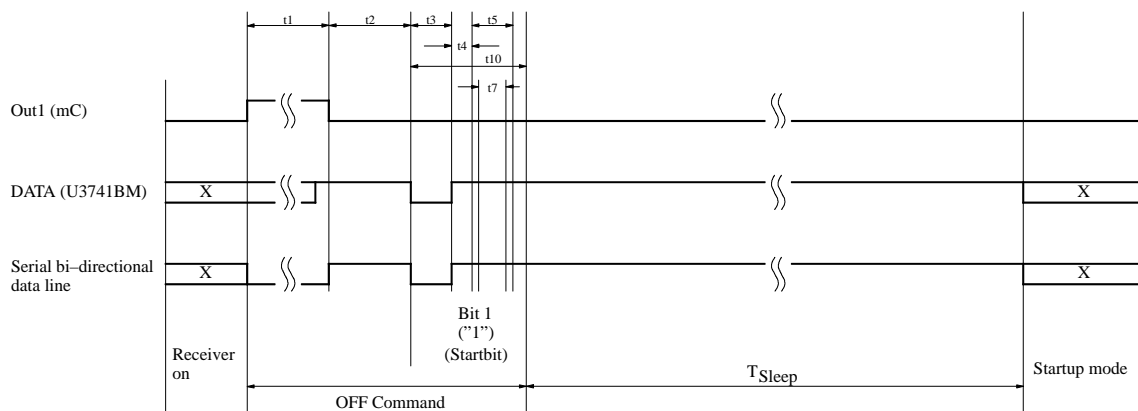 t1
t2
t3
t5
t4
t10
t7
Out1 (mC)
DATA (U3741BM)
X
X
Serial bi–directional
data line
X
X
Bit 1
(”1”)
(Startbit)
Receiver
on
TSleep
Startup mode
OFF Command